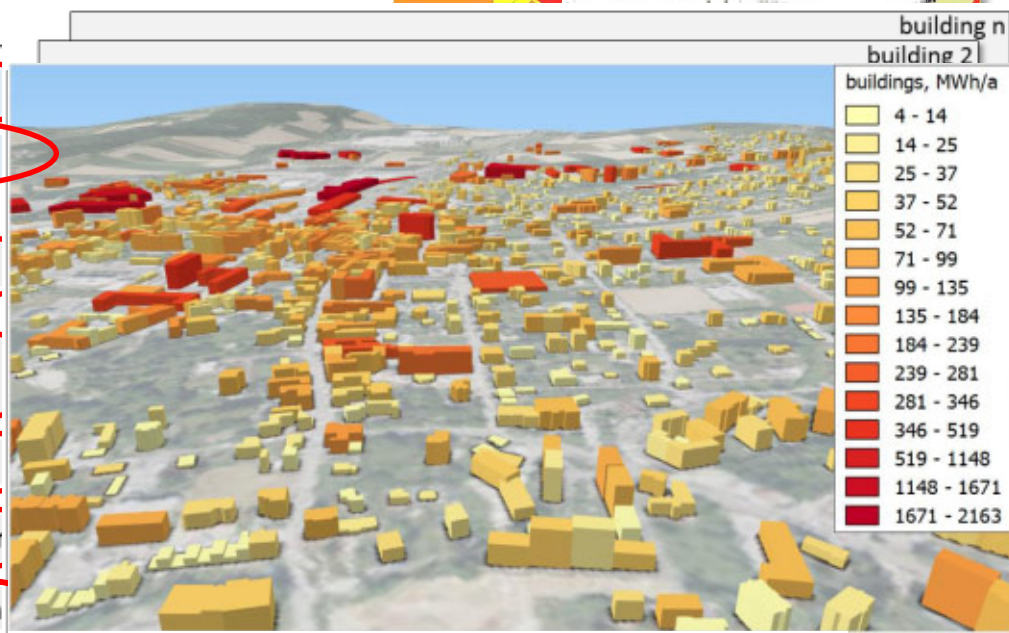 building n
building 2
buildings, MWh/a
4 - 14
14 - 25
25 - 37
37 - 52
52 - 71
71 - 99
99 - 135
135 - 184
184 - 239
239 - 281
281 - 346
346 - 519
519 - 1148
1148 - 1671
1671 - 2163